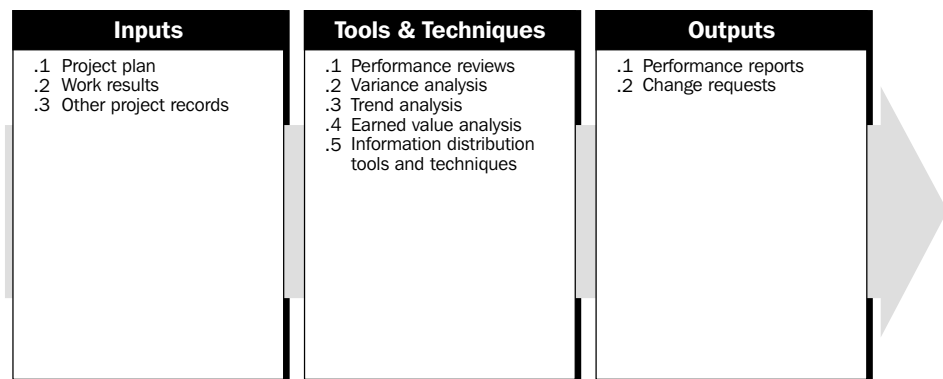 Inputs
.1 Project plan
.2 Work results
.3 Other project records
Tools & Techniques
.1 Performance reviews
.2 Variance analysis
.3 Trend analysis
.4 Earned value analysis
.5 Information distribution
tools and techniques
Outputs
.1 Performance reports
.2 Change requests